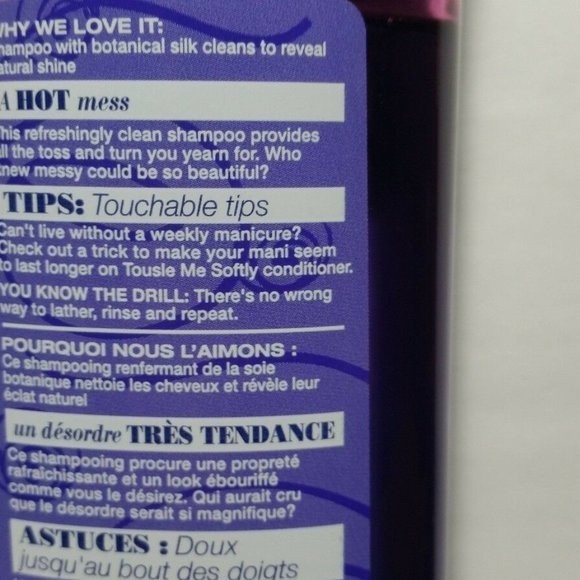 WHY WE LOVE IT:
shampoo with botanical silk cleans to reveal
natural shine
A HOT mess
This refreshingly clean shampoo provides
all the toss and turn you yearn for. Who
knew messy could be so beautiful?
TIPS: Touchable tips
Can't live without a weekly manicure?
Check out a trick to make your mani seem
to last longer on Tousle Me Softly conditioner.
YOU KNOW THE DRILL: There's no wrong
way to lather, rinse and repeat.
POURQUOI NOUS L'AIMONS :
Ce shampooing renfermant de la soie
botanique nettoie les cheveux et révèle leur
éclat naturel
un désordre TRÈS TENDANCE
Ce shampooing procure une propreté
rafraîchissante et un look ébouriffé
comme vous le désirez. Qui aurait cru
que le désordre serait si magnifique?
ASTUCES : Doux
jusqu'au bout des doigts